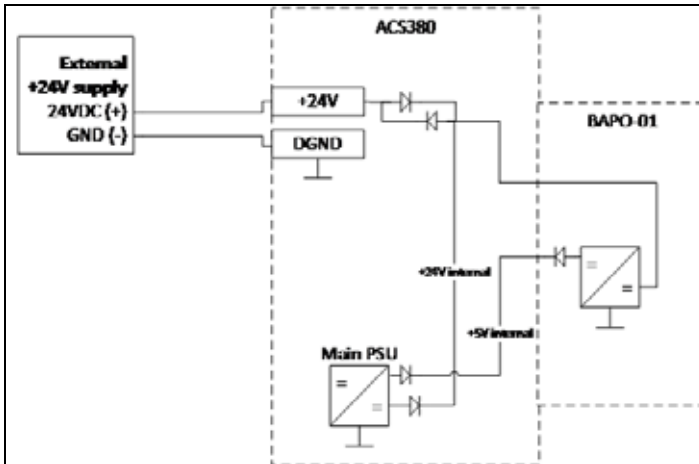 ACS380
External
+24V supply
24VDC (+)
GND (-)
+24V
DGND
BAPO-01
+24V internal
+5V internal
Main PSU
=
=
=
=